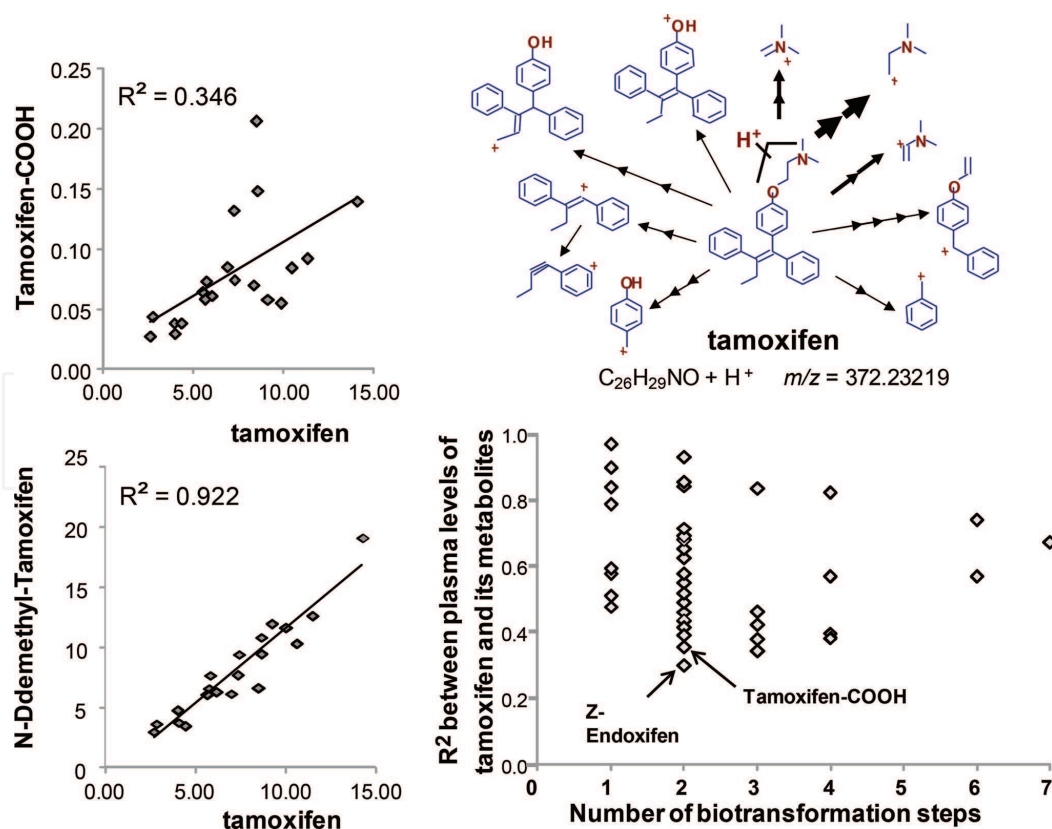 0.25
R² = 0.346
0.20
0.15
0.10
0.05
0.00
Tamoxifen-COOH
0.00 5.00 10.00 15.00
tamoxifen
OH
+
+
OH
N
+
N
+
H⁺
N
O
+
N
O
+
+
+
OH
+
+
tamoxifen
C₂₆H₂₉NO + H⁺ m/z = 372.23219
25
R² = 0.922
20
15
10
5
0
N-Ddemethyl-Tamoxifen
0.00 5.00 10.00 15.00
tamoxifen
R² between plasma levels of
tamoxifen and its metabolites
1.0
0.8
0.6
0.4
0.2
0.0
Tamoxifen-COOH
Z-
Endoxifen
0 1 2 3 4 5 6 7
Number of biotransformation steps